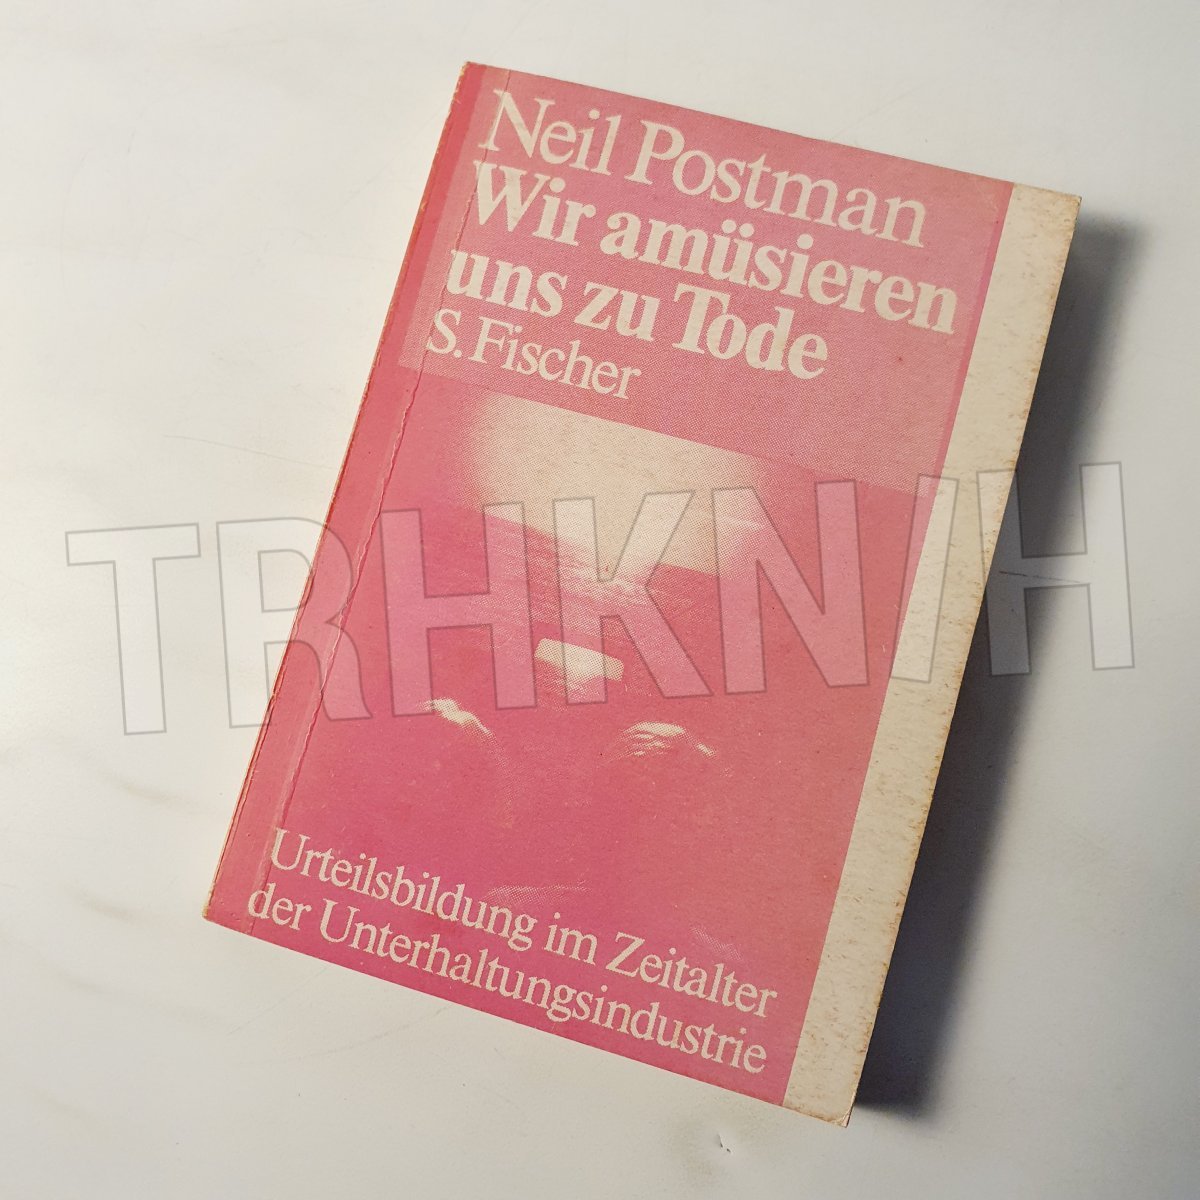 Neil Postman
Wir amüsieren
uns zu Tode
S. Fischer
TRHKNIH
Urteilsbildung im Zeitalter
der Unterhaltungsindustrie